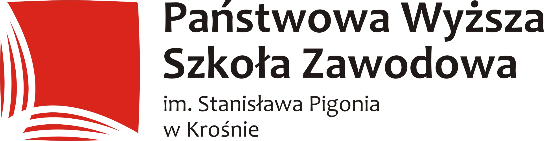 Państwowa Wyższa
Szkoła Zawodowa
im. Stanisława Pigonia
w Krośnie